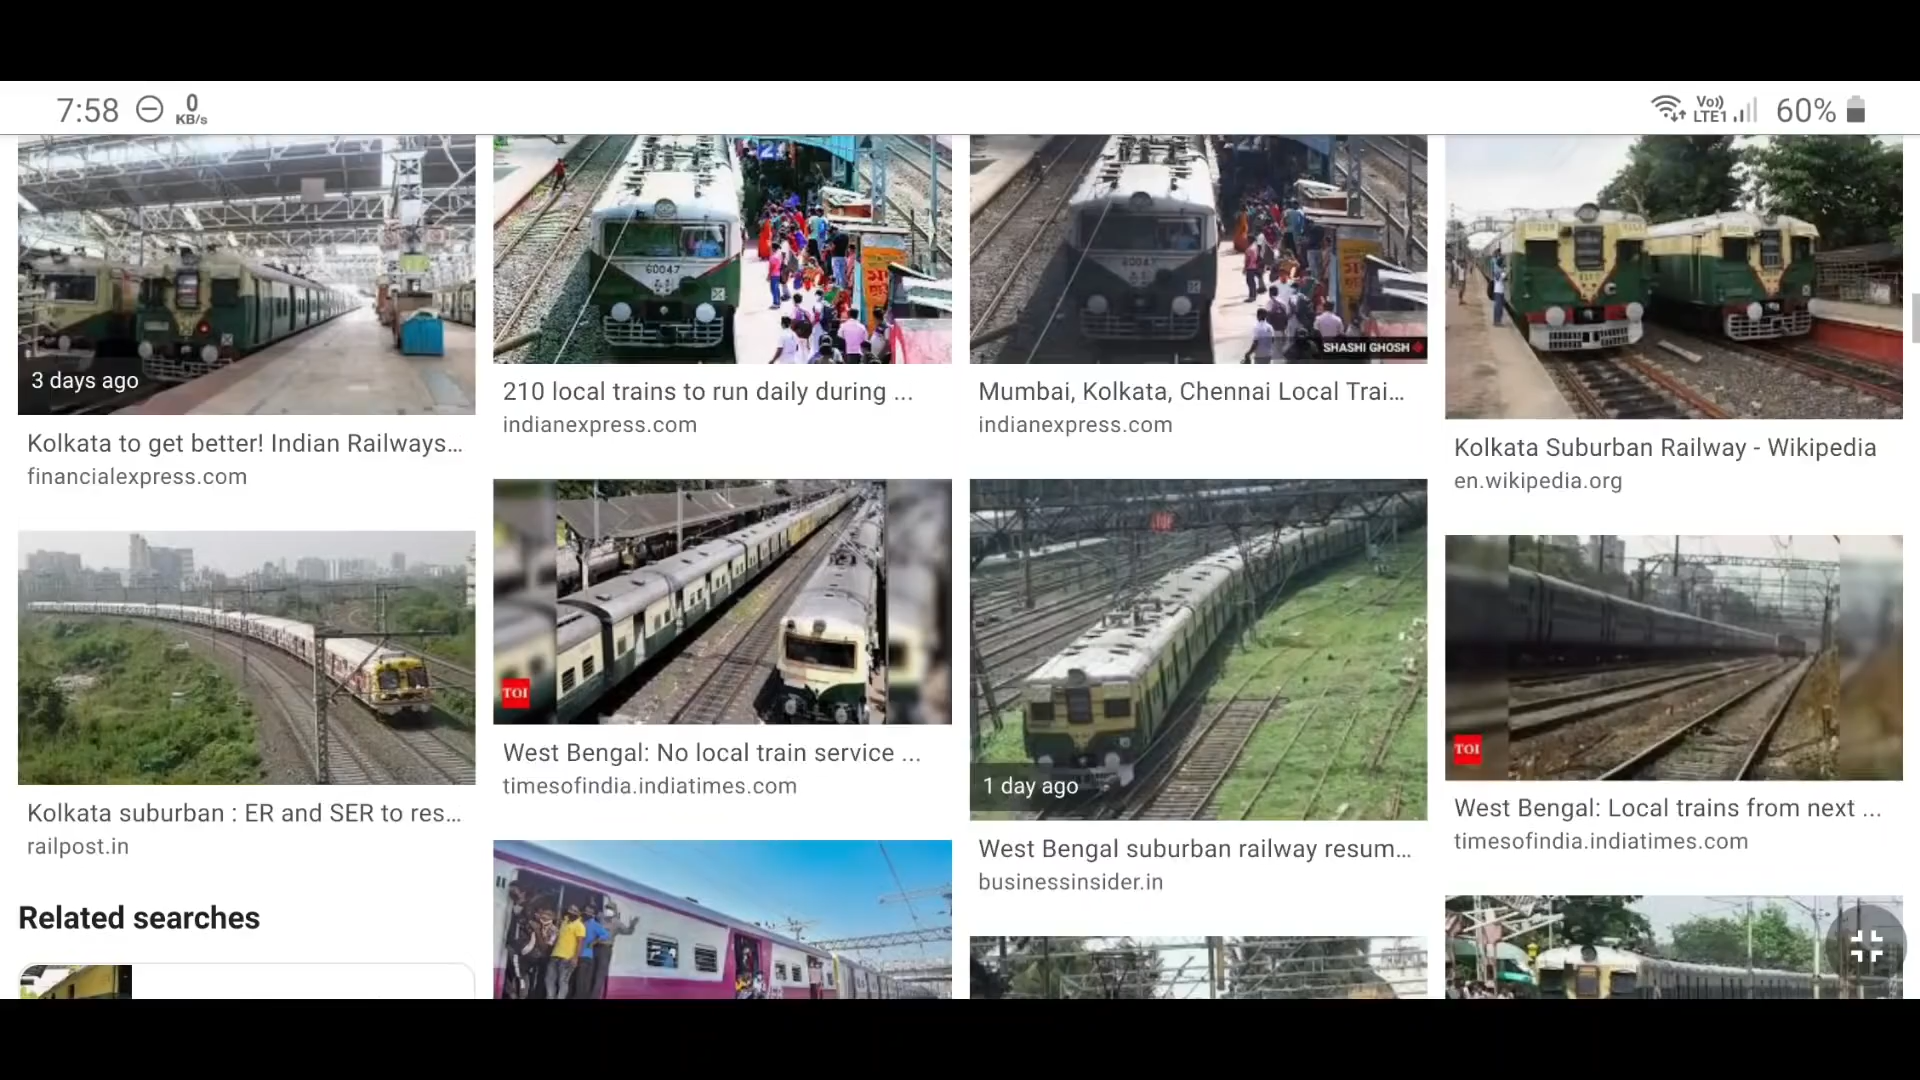 7:58
0
KB/s
Vo))
LTE1
60%
3 days ago
Kolkata to get better! Indian Railways...
financialexpress.com
60047
210 local trains to run daily during ...
indianexpress.com
60047
SHASHI GHOSH
Mumbai, Kolkata, Chennai Local Trai...
indianexpress.com
Kolkata Suburban Railway - Wikipedia
en.wikipedia.org
Kolkata suburban : ER and SER to res...
railpost.in
TOI
West Bengal: No local train service ...
timesofindia.indiatimes.com
1 day ago
West Bengal suburban railway resum...
businessinsider.in
TOI
West Bengal: Local trains from next ...
timesofindia.indiatimes.com
Related searches